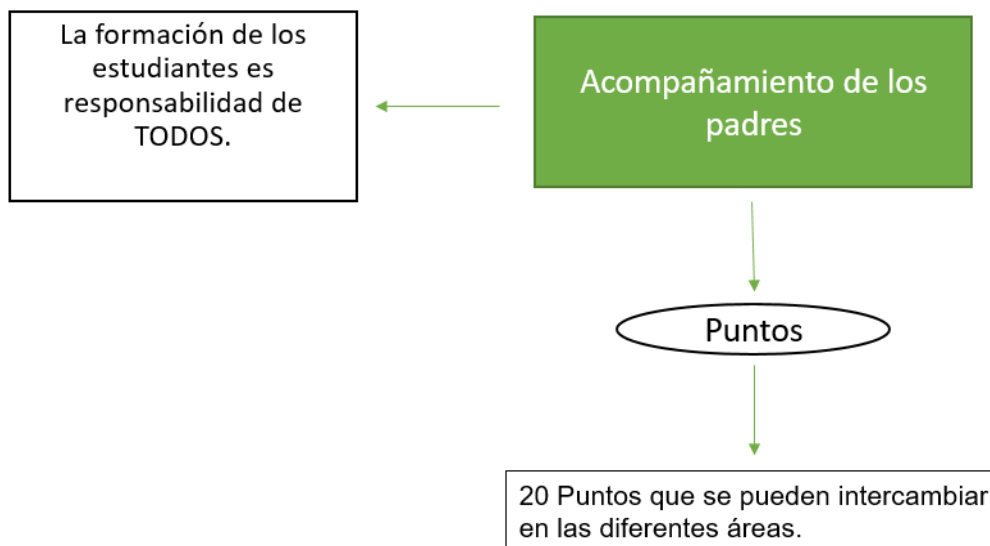 La formación de los
estudiantes es
responsabilidad de
TODOS.
Acompañamiento de los
padres
Puntos
20 Puntos que se pueden intercambiar
en las diferentes áreas.